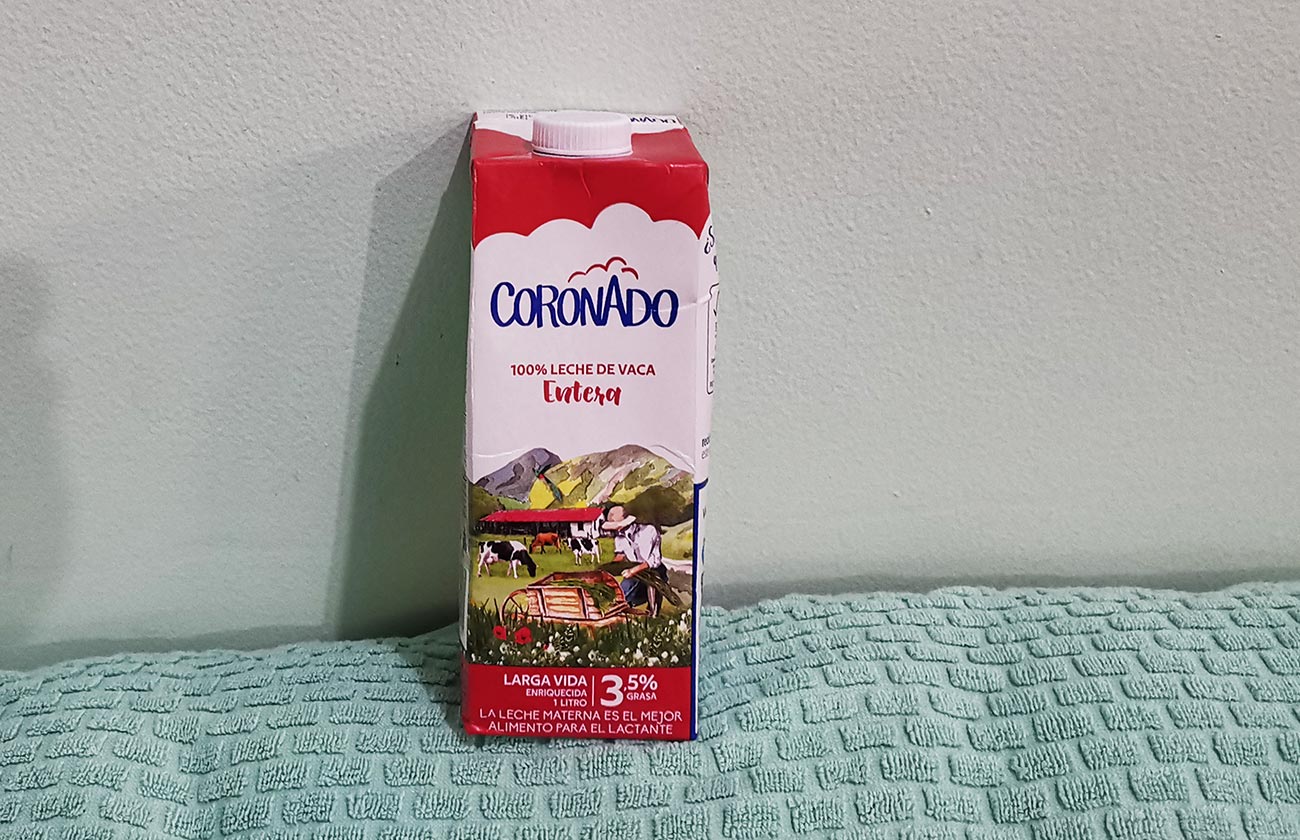 CORONADO
100% LECHE DE VACA
Entera
LARGA VIDA
ENRIQUECIDA
1 LITRO
3,5%
GRASA
LA LECHE MATERNA ES EL MEJOR
ALIMENTO PARA EL LACTANTE